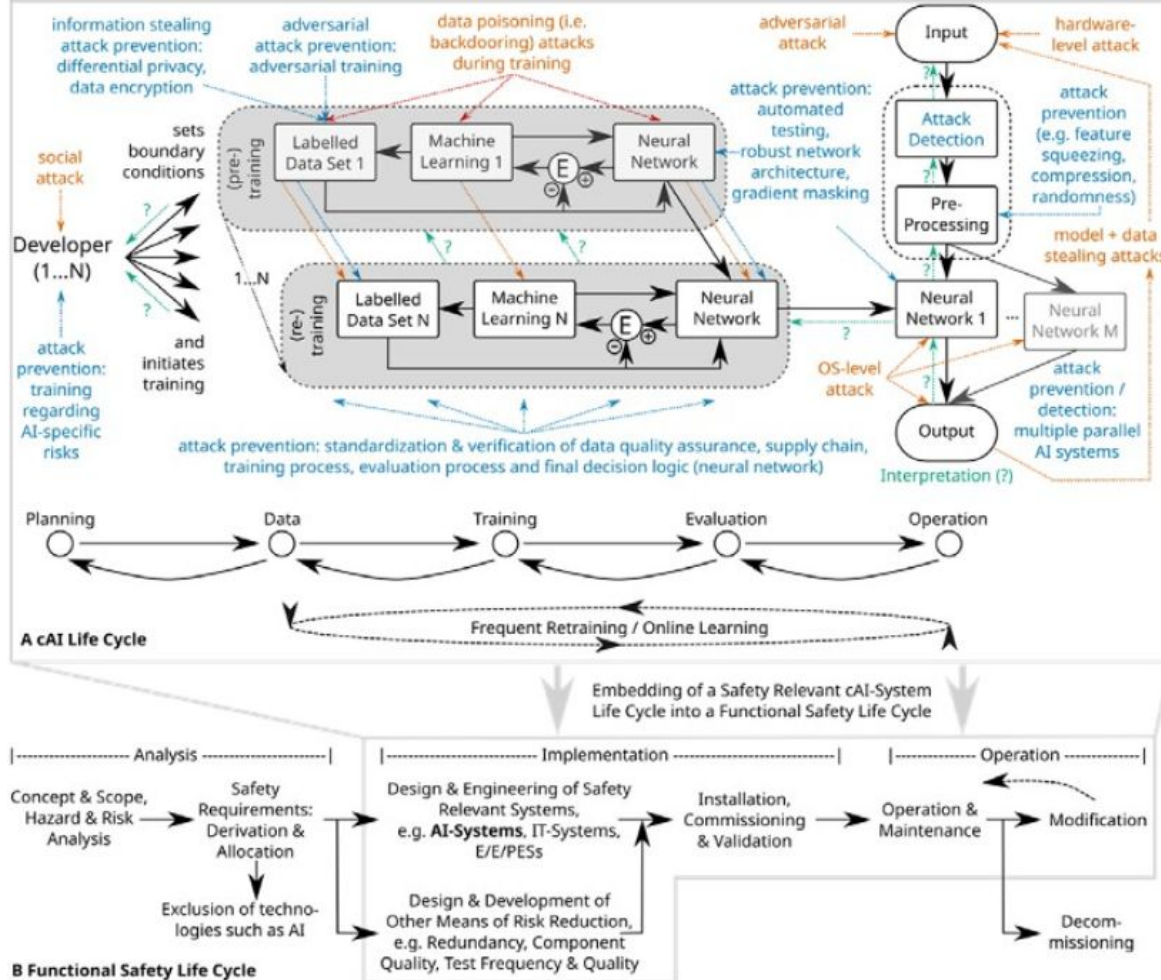 information stealing
attack prevention:
differential privacy,
data encryption
adversarial
attack prevention:
adversarial training
data poisoning (i.e.
backdooring) attacks
during training
adversarial
attack
Input
hardware-
level attack
attack prevention:
automated
testing,
robust network
architecture,
gradient masking
Attack
Detection
attack
prevention
(e.g. feature
squeezing,
compression,
randomness)
Pre-
Processing
sets
boundary
conditions
social
attack
Developer
(1...N)
attack
prevention:
training
regarding
AI-specific
risks
and
initiates
training
(pre-)
training
Labelled
Data Set 1
Machine
Learning 1
E
Neural
Network
1...N
(re-)
training
Labelled
Data Set N
Machine
Learning N
E
Neural
Network
model + data
stealing attacks
Neural
Network 1
...
Neural
Network M
OS-level
attack
attack
prevention /
detection:
multiple parallel
AI systems
Output
Interpretation (?)
? ? ? ? ? ? ? ? ? ?
attack prevention: standardization & verification of data quality assurance, supply chain,
training process, evaluation process and final decision logic (neural network)
Planning
Data
Training
Evaluation
Operation
Frequent Retraining / Online Learning
A cAI Life Cycle
Embedding of a Safety Relevant cAI-System
Life Cycle into a Functional Safety Life Cycle
|---------------- Analysis ----------------|
|---------------- Implementation ----------------|
|---------- Operation ----------|
Concept & Scope,
Hazard & Risk
Analysis
Safety
Requirements:
Derivation &
Allocation
Exclusion of techno-
logies such as AI
Design & Engineering of Safety
Relevant Systems,
e.g. AI-Systems, IT-Systems,
E/E/PESs
Design & Development of
Other Means of Risk Reduction,
e.g. Redundancy, Component
Quality, Test Frequency & Quality
Installation,
Commissioning
& Validation
Operation &
Maintenance
Modification
Decom-
missioning
B Functional Safety Life Cycle